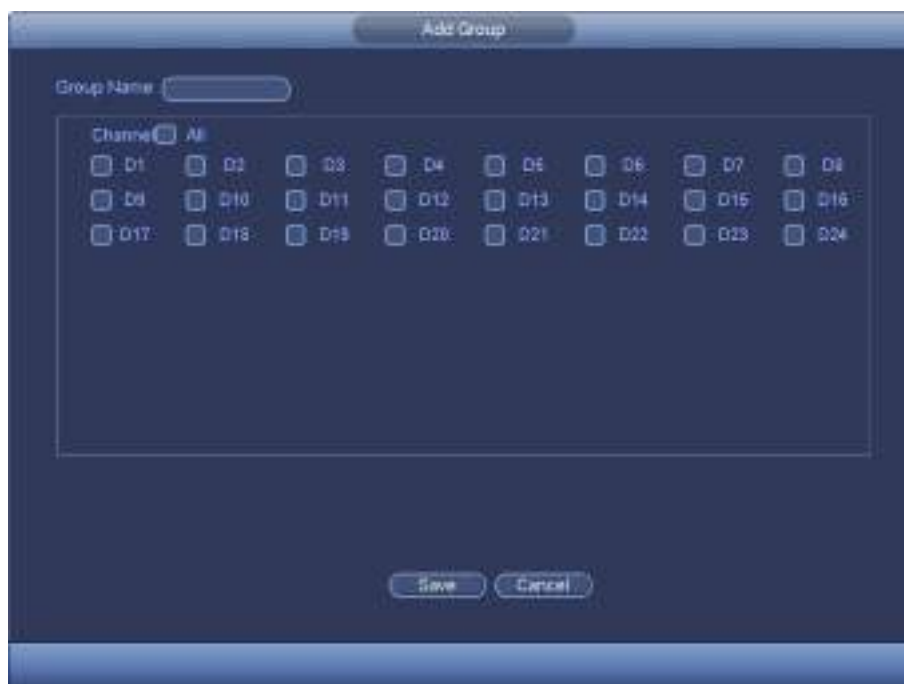 Add Group
Group Name
Channel All
D1 D2 D3 D4 D5 D6 D7 D8
D9 D10 D11 D12 D13 D14 D15 D16
D17 D18 D19 D20 D21 D22 D23 D24
Save Cancel